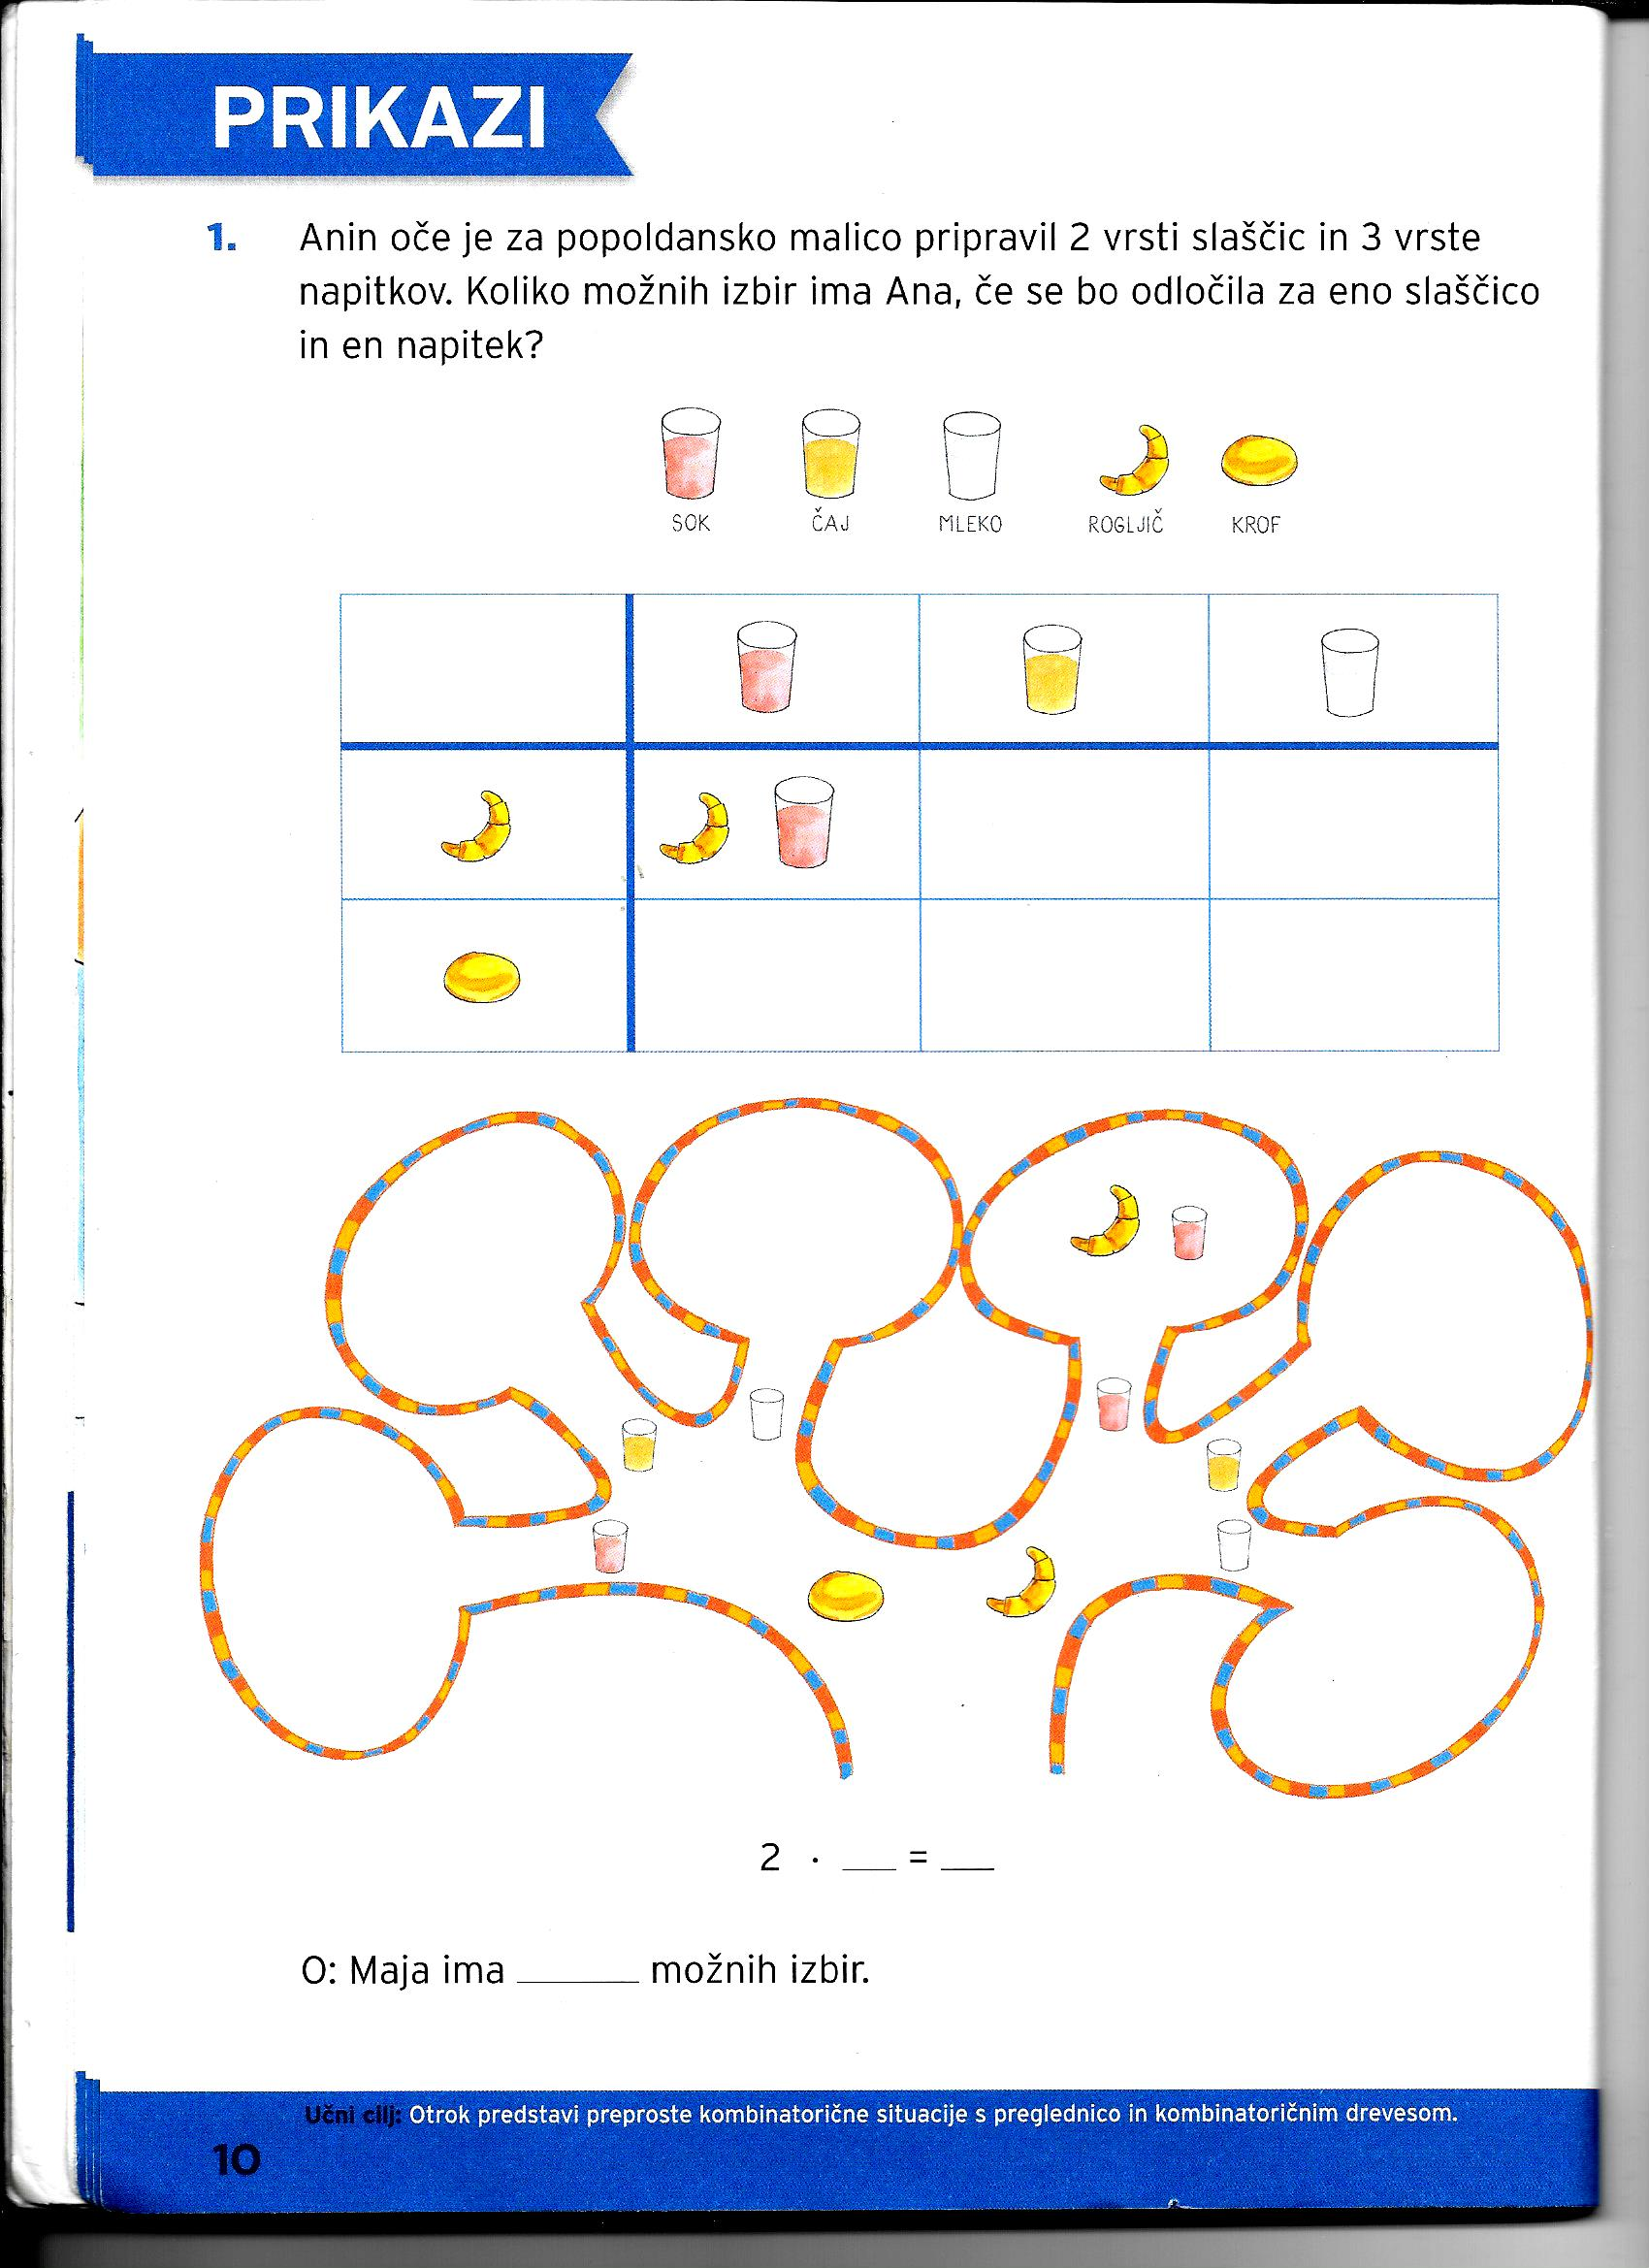 PRIKAZI
1. Anin oče je za popoldansko malico pripravil 2 vrsti slaščic in 3 vrste
napitkov. Koliko možnih izbir ima Ana, če se bo odločila za eno slaščico
in en napitek?
SOK ČAJ MLEKO ROGLJIČ KROF
2 · ___ = ___
O: Maja ima ______ možnih izbir.
Učni cilj: Otrok predstavi preproste kombinatorične situacije s preglednico in kombinatoričnim drevesom.
10